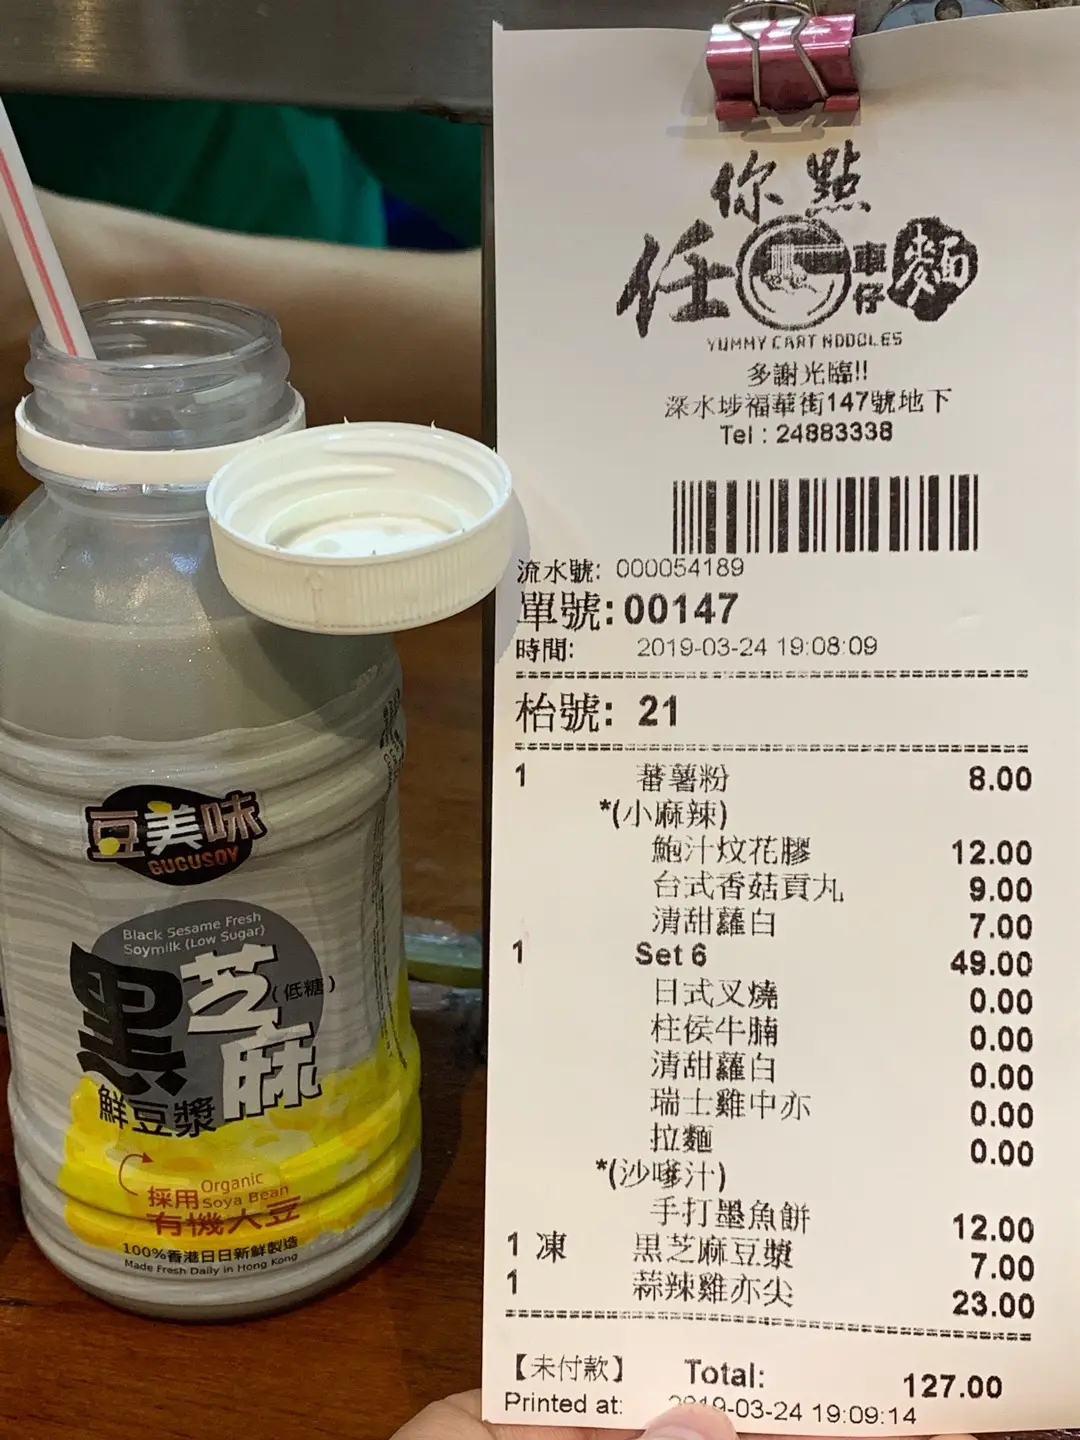 豆美味
GUGUSOY
Black Sesame Fresh
Soymilk (Low Sugar)
黑芝麻
(低糖)
鮮豆漿
採用 Organic
Soya Bean
有機大豆
100%香港日日新鮮製造
Made Fresh Daily in Hong Kong
你點
任車仔麵
YUMMY CART NOODLES
多謝光臨!!
深水埗福華街147號地下
Tel : 24883338
流水號: 000054189
單號: 00147
時間: 2019-03-24 19:08:09
枱號: 21
1 蕃薯粉 8.00
*(小麻辣)
鮑汁炆花膠 12.00
台式香菇貢丸 9.00
清甜蘿白 7.00
1 Set 6 49.00
日式叉燒 0.00
柱侯牛腩 0.00
清甜蘿白 0.00
瑞士雞中亦 0.00
拉麵 0.00
*(沙嗲汁)
手打墨魚餅 12.00
1 凍 黑芝麻豆漿 7.00
1 蒜辣雞亦尖 23.00
【未付款】 Total: 127.00
Printed at: 2019-03-24 19:09:14